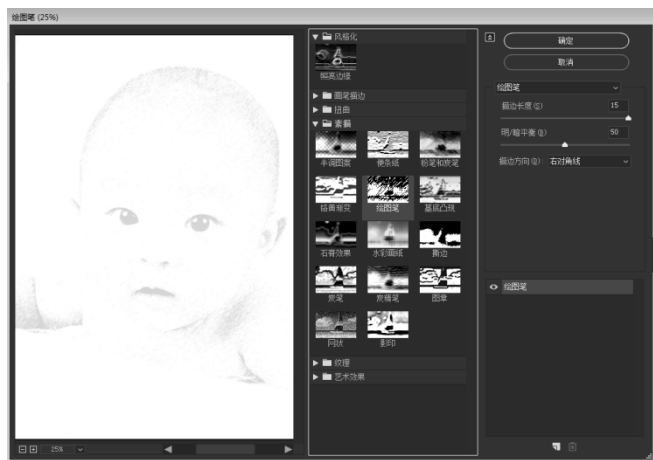 绘图笔 (25%)
风格化
照亮边缘
画笔描边
扭曲
素描
半调图案
便条纸
粉笔和炭笔
铬黄渐变
绘图笔
基底凸现
石膏效果
水彩画纸
撕边
炭笔
炭精笔
图章
网状
影印
纹理
艺术效果
确定
取消
绘图笔
描边长度(S) 15
明/暗平衡(B) 50
描边方向(D): 右对角线
绘图笔
25%